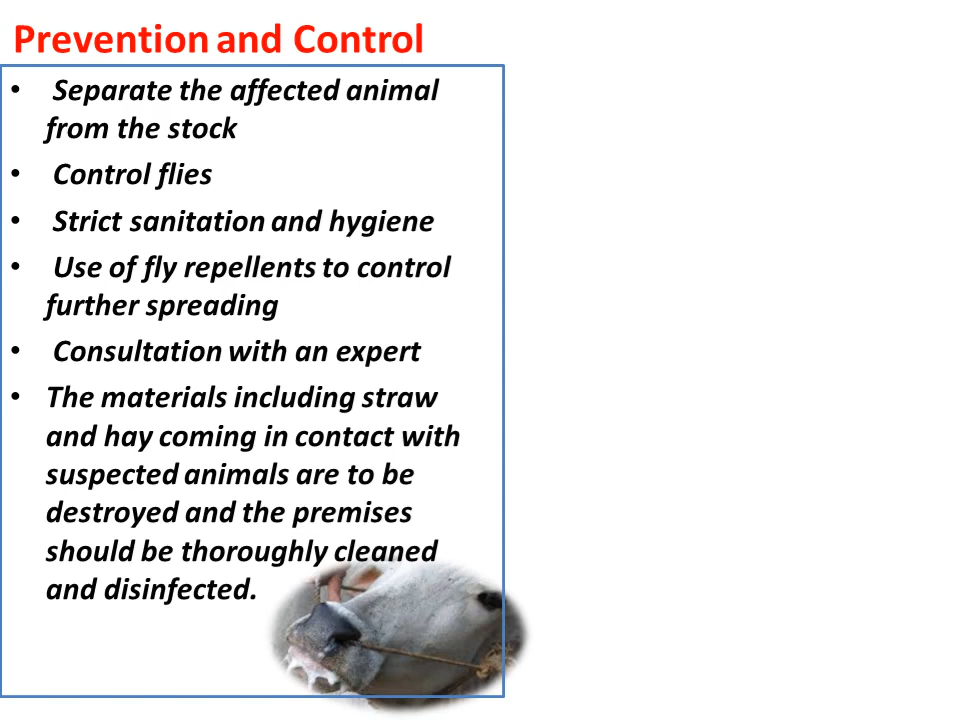 Prevention and Control
• Separate the affected animal
from the stock
• Control flies
• Strict sanitation and hygiene
• Use of fly repellents to control
further spreading
• Consultation with an expert
• The materials including straw
and hay coming in contact with
suspected animals are to be
destroyed and the premises
should be thoroughly cleaned
and disinfected.